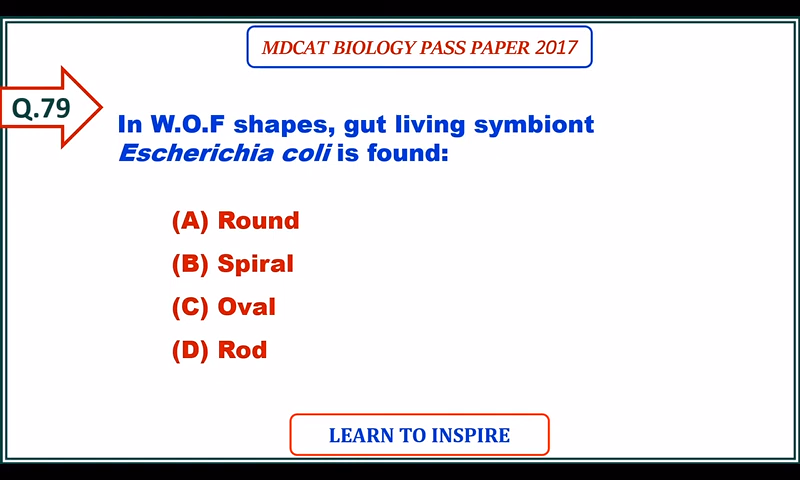 MDCAT BIOLOGY PASS PAPER 2017
Q.79
In W.O.F shapes, gut living symbiont
Escherichia coli is found:
(A) Round
(B) Spiral
(C) Oval
(D) Rod
LEARN TO INSPIRE